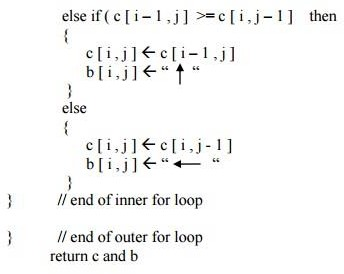 else if ( c [ i – 1 , j ] >= c [ i , j – 1 ] then
{
c [ i , j ] ← c [ i – 1 , j ]
b [ i , j ] ← “ ↑ “
}
else
{
c [ i , j ] ← c [ i , j - 1 ]
b [ i , j ] ← “ ← “
}
} // end of inner for loop
} // end of outer for loop
return c and b